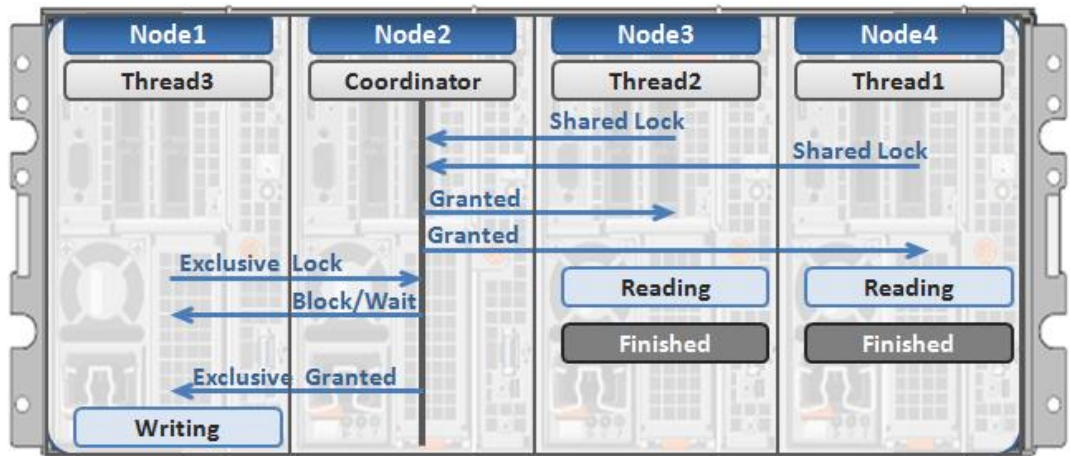 Node1 Node2 Node3 Node4
Thread3 Coordinator Thread2 Thread1
Shared Lock
Shared Lock
Granted
Granted
Exclusive Lock
Reading Reading
Block/Wait
Finished Finished
Exclusive Granted
Writing